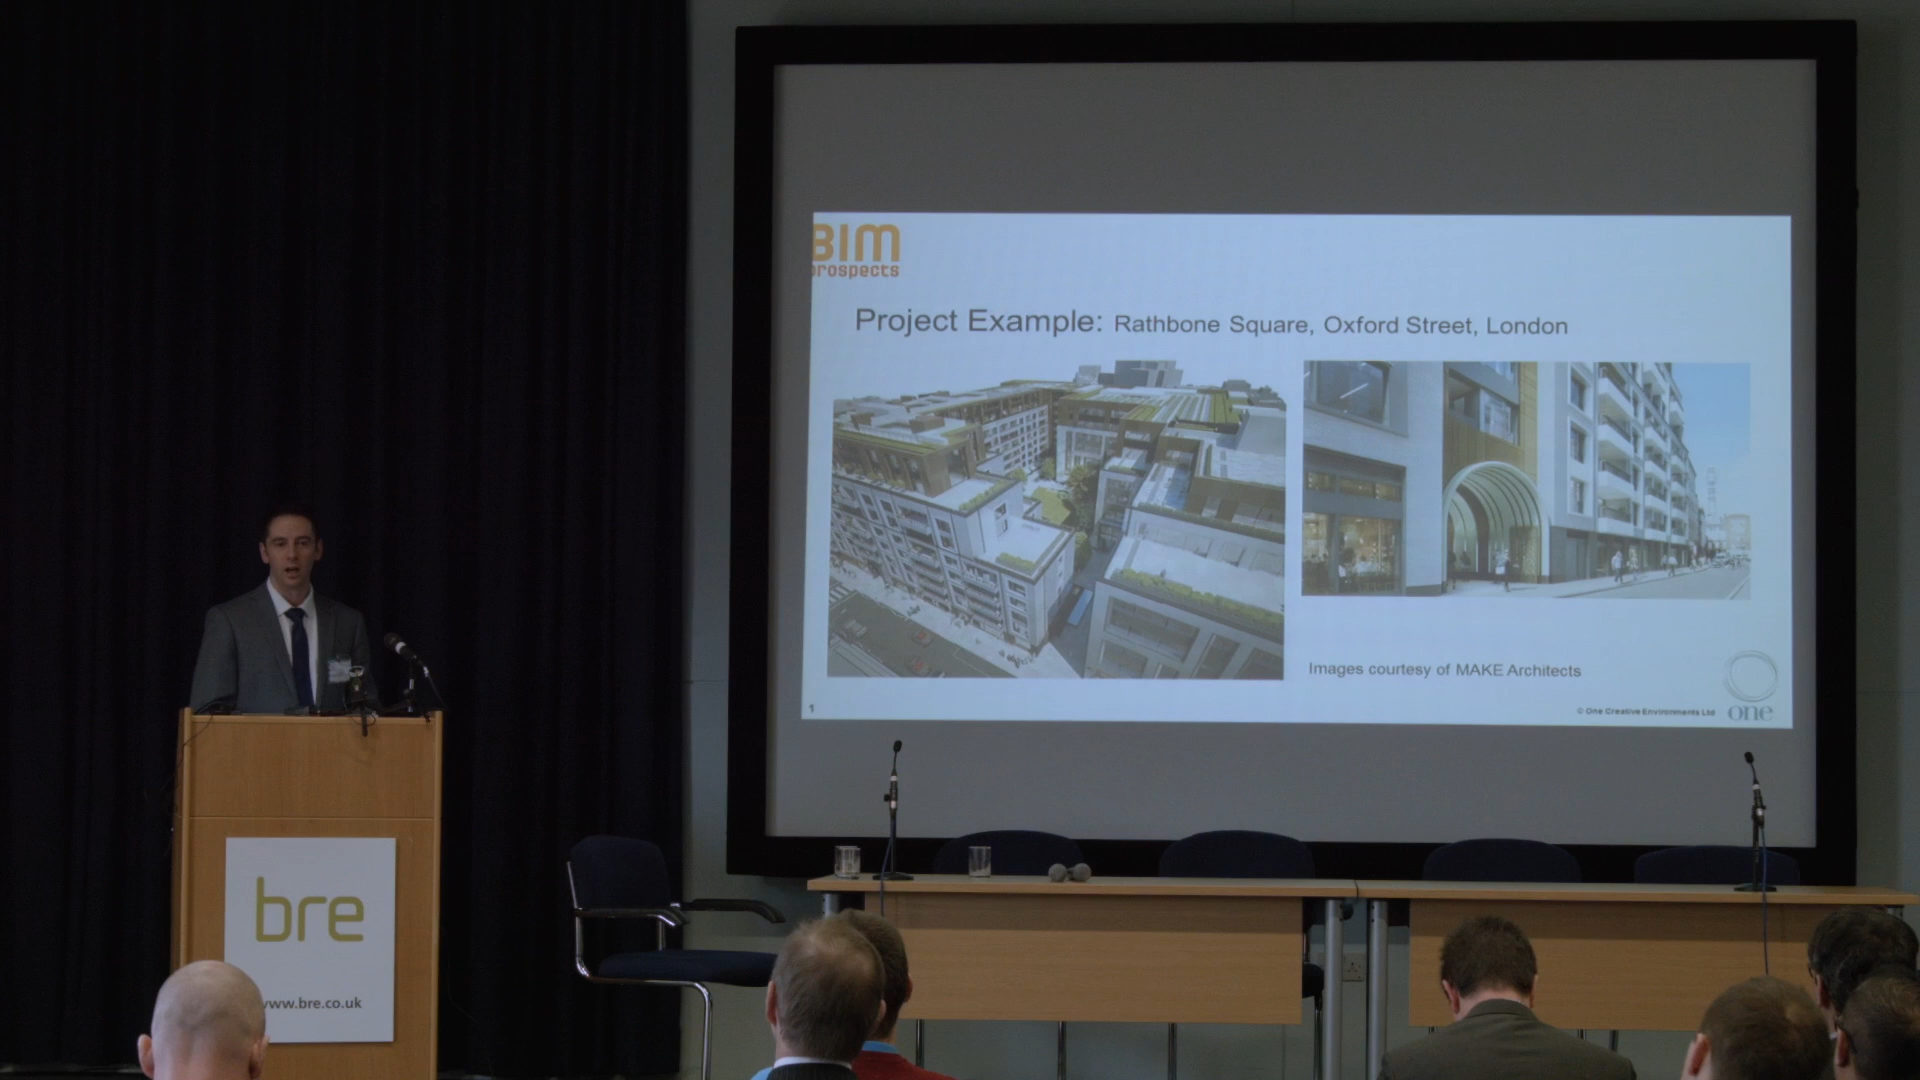 BIM
prospects
Project Example: Rathbone Square, Oxford Street, London
Images courtesy of MAKE Architects
1
© One Creative Environments Ltd
one
bre
www.bre.co.uk